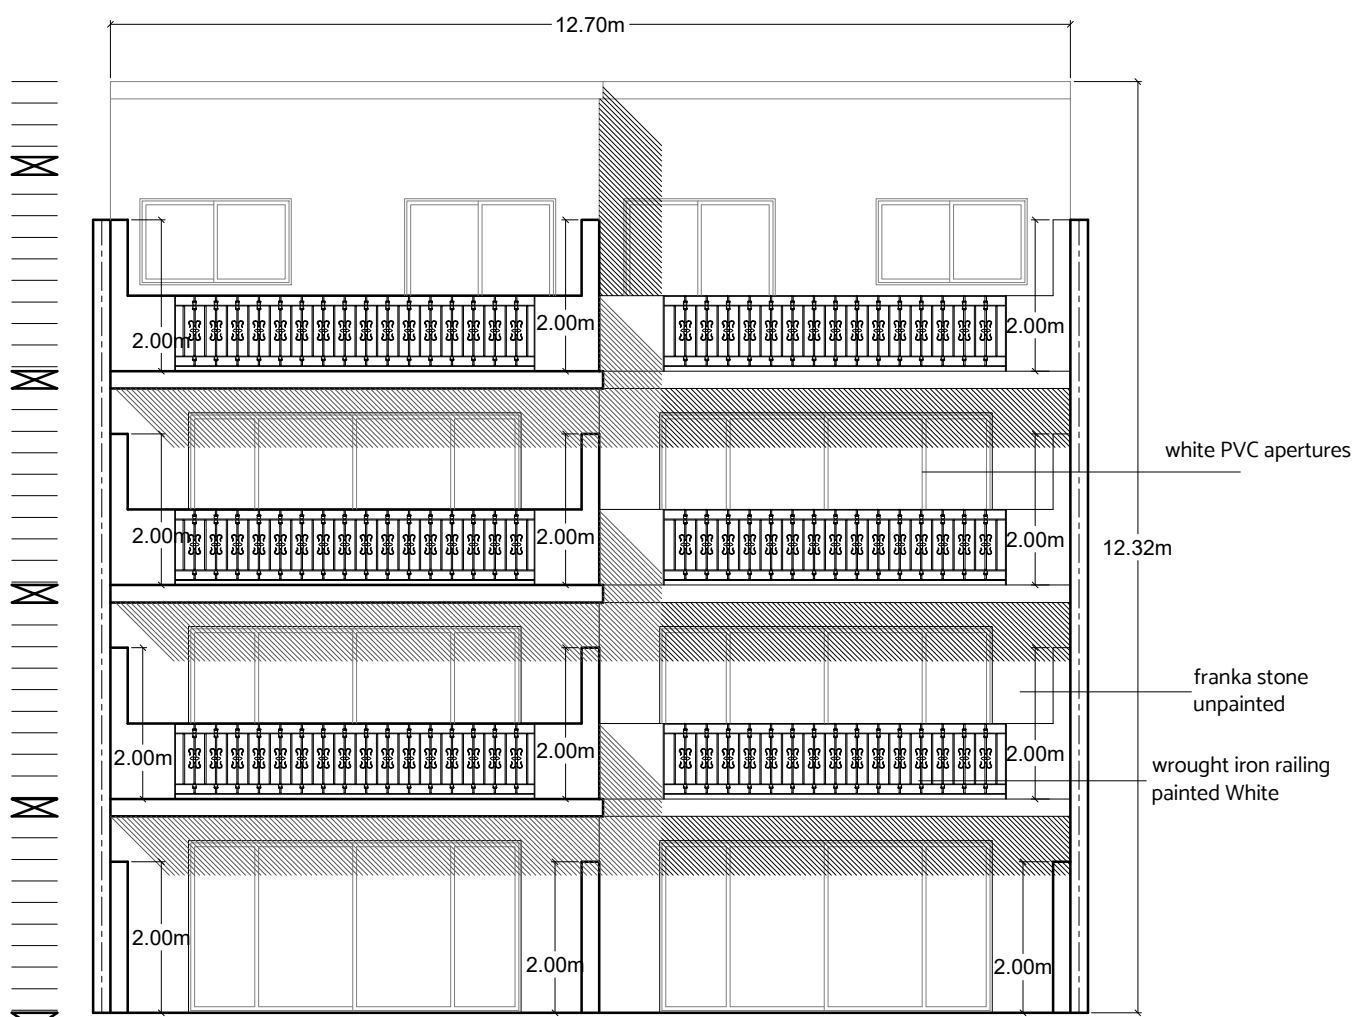 12.70m
2.00m
2.00m
2.00m
white PVC apertures
2.00m
2.00m
2.00m
12.32m
franka stone
unpainted
2.00m
2.00m
2.00m
wrought iron railing
painted White
2.00m
2.00m
2.00m